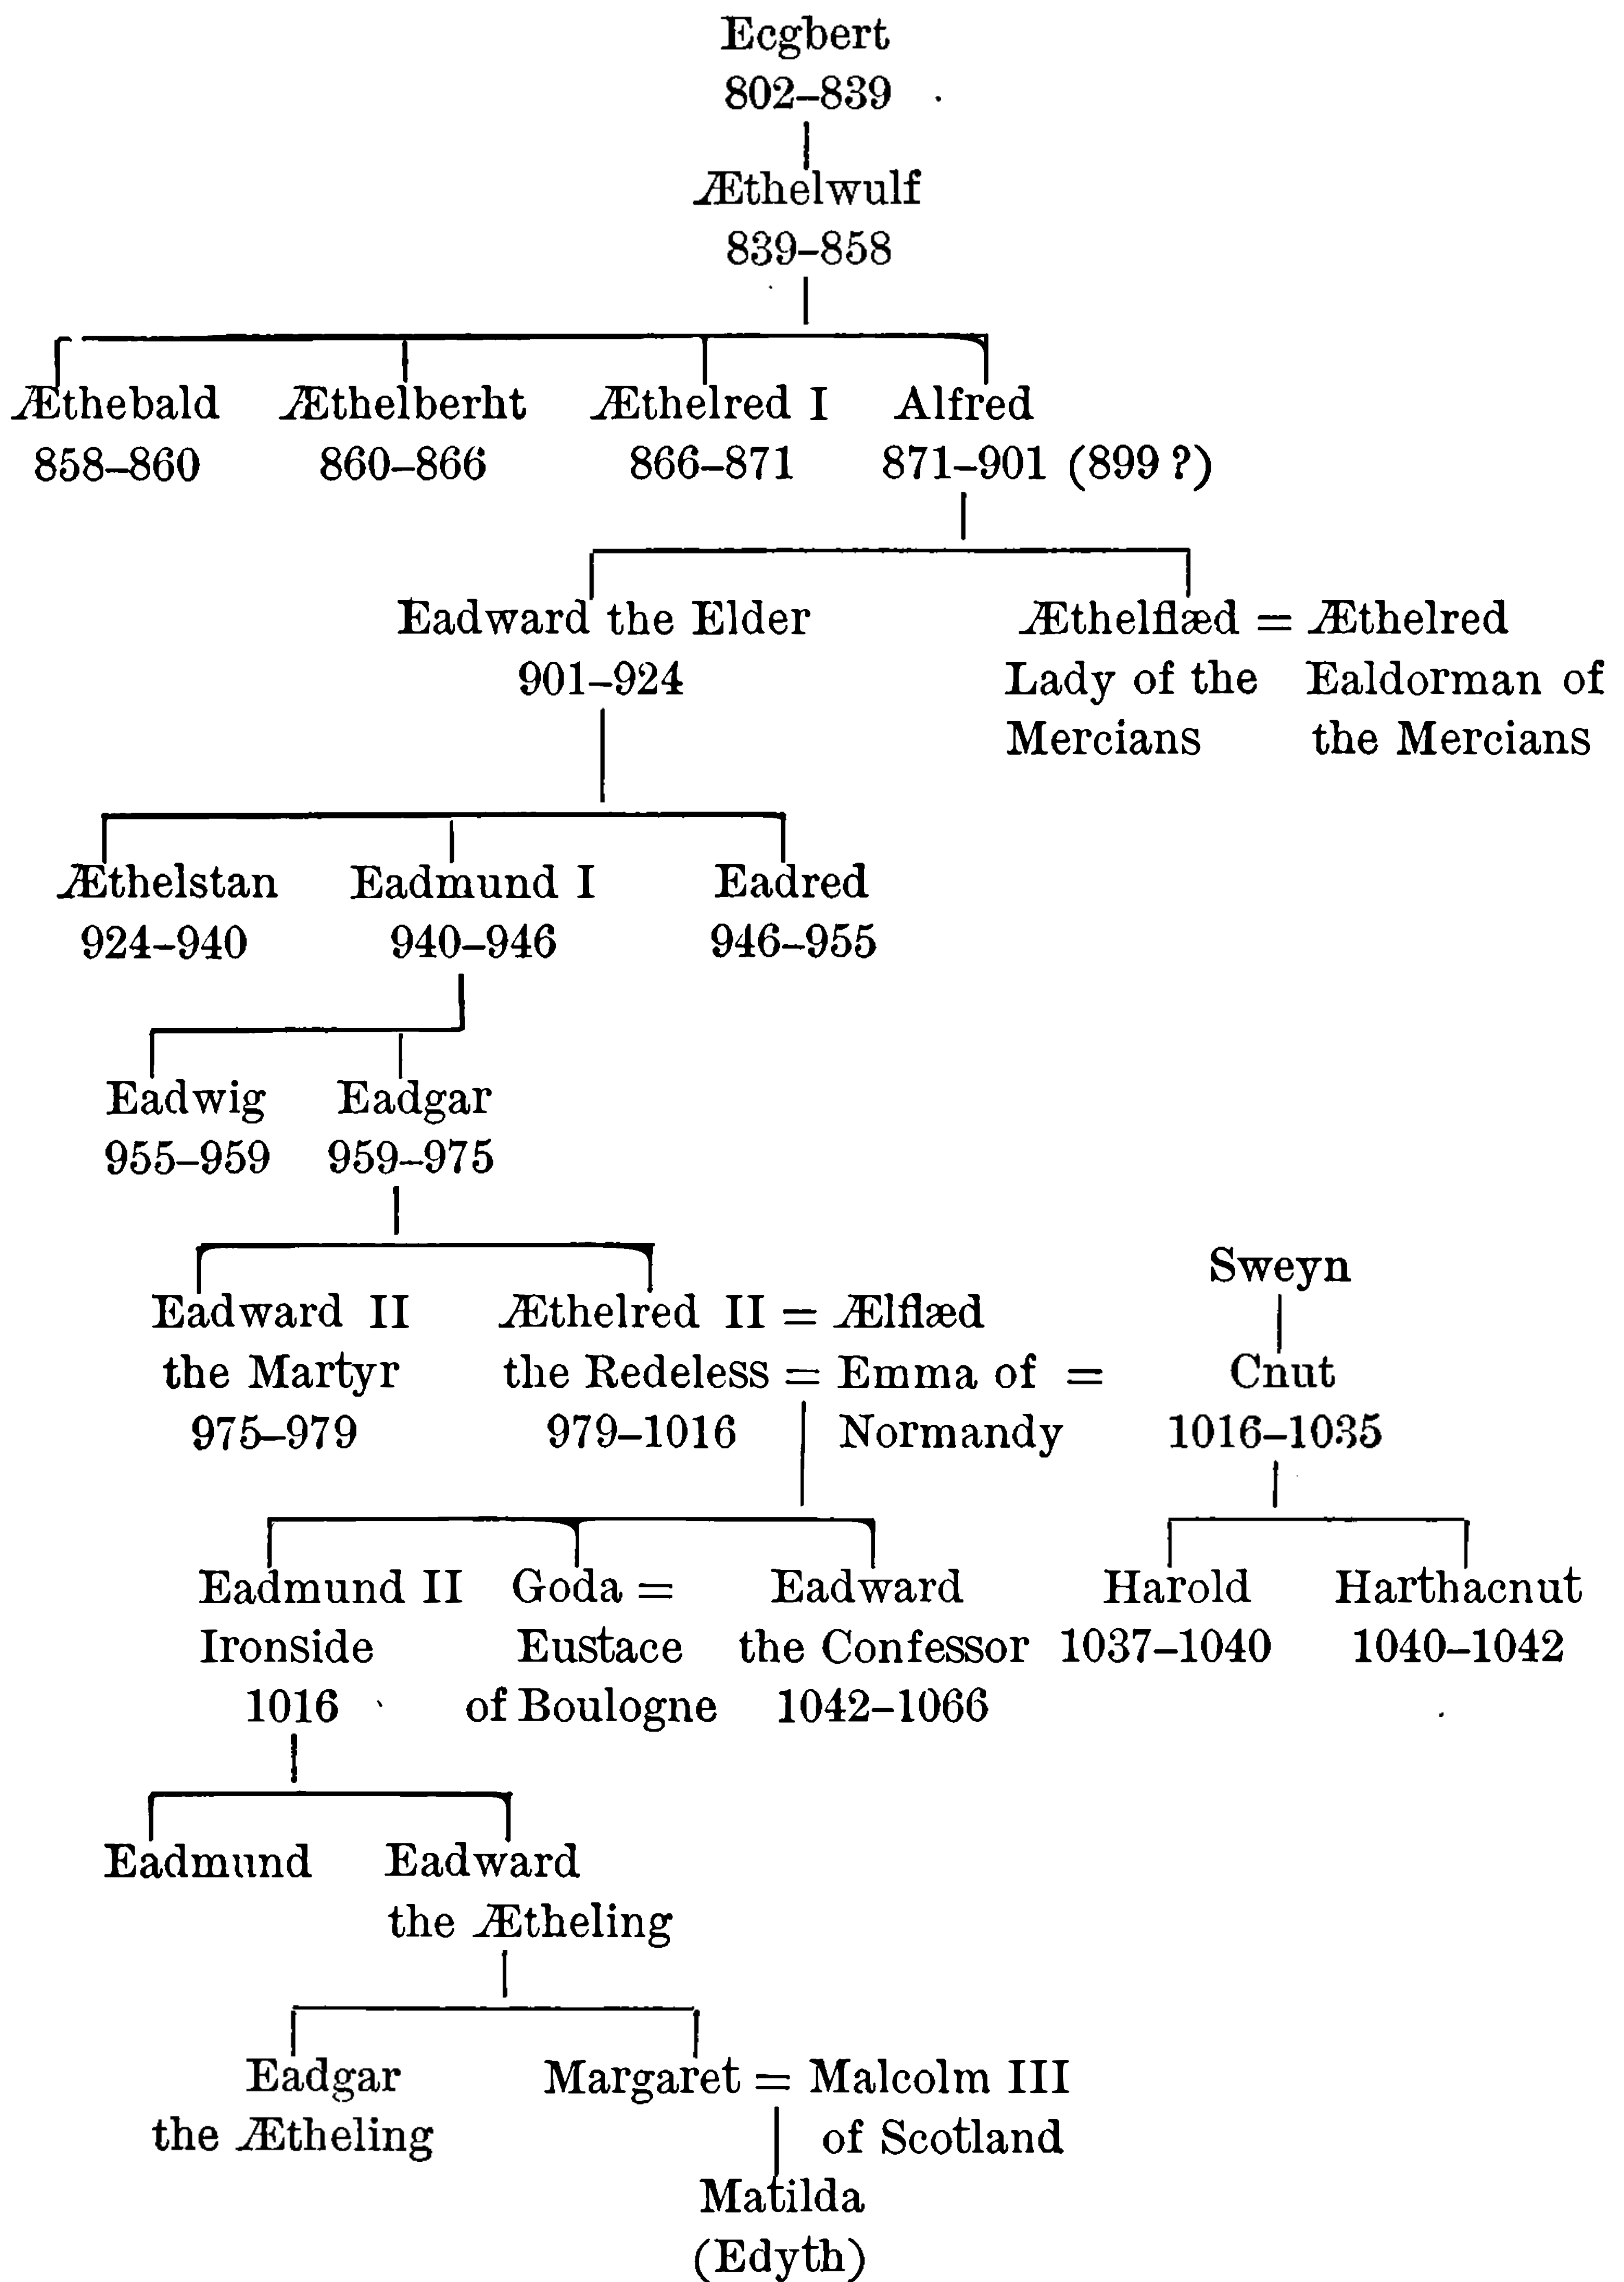 Ecgbert
802–839
Æthelwulf
839–858
Æthebald Æthelberht Æthelred I Alfred
858–860 860–866 866–871 871–901 (899 ?)
Eadward the Elder Æthelflæd = Æthelred
901–924 Lady of the Ealdorman of
Mercians the Mercians
Æthelstan Eadmund I Eadred
924–940 940–946 946–955
Eadwig Eadgar
955–959 959–975
Sweyn
Eadward II Æthelred II = Ælflæd
the Martyr the Redeless = Emma of = Cnut
975–979 979–1016 Normandy 1016–1035
Eadmund II Goda = Eadward Harold Harthacnut
Ironside Eustace the Confessor 1037–1040 1040–1042
1016 of Boulogne 1042–1066
Eadmund Eadward
the Ætheling
Eadgar Margaret = Malcolm III
the Ætheling of Scotland
Matilda
(Edyth)